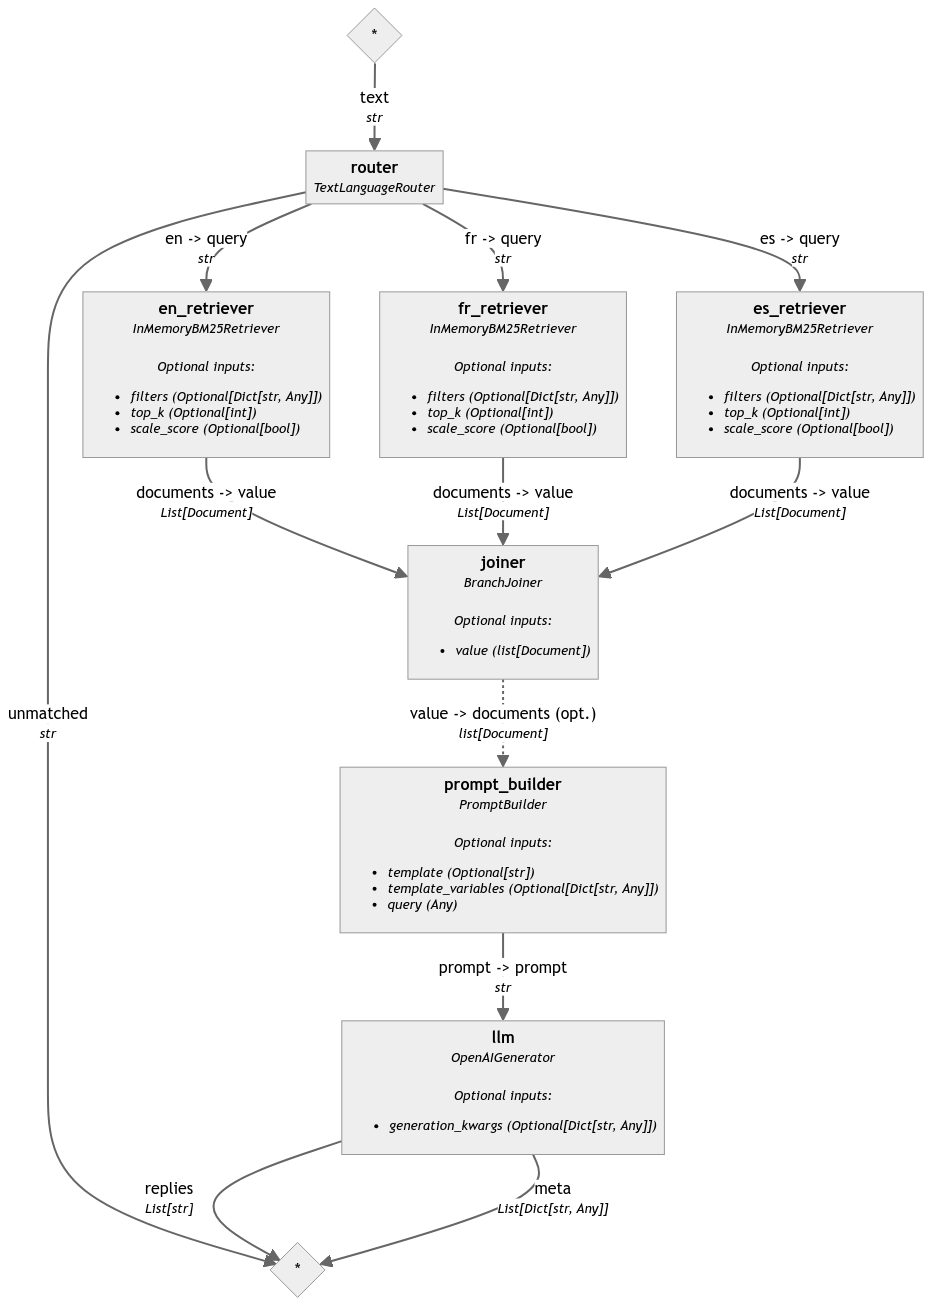 *
text
str
router
TextLanguageRouter
en -> query
str
fr -> query
str
es -> query
str
en_retriever
InMemoryBM25Retriever
Optional inputs:
• filters (Optional[Dict[str, Any]])
• top_k (Optional[int])
• scale_score (Optional[bool])
fr_retriever
InMemoryBM25Retriever
Optional inputs:
• filters (Optional[Dict[str, Any]])
• top_k (Optional[int])
• scale_score (Optional[bool])
es_retriever
InMemoryBM25Retriever
Optional inputs:
• filters (Optional[Dict[str, Any]])
• top_k (Optional[int])
• scale_score (Optional[bool])
documents -> value
List[Document]
documents -> value
List[Document]
documents -> value
List[Document]
joiner
BranchJoiner
Optional inputs:
• value (list[Document])
unmatched
str
value -> documents (opt.)
list[Document]
prompt_builder
PromptBuilder
Optional inputs:
• template (Optional[str])
• template_variables (Optional[Dict[str, Any]])
• query (Any)
prompt -> prompt
str
llm
OpenAIGenerator
Optional inputs:
• generation_kwargs (Optional[Dict[str, Any]])
replies
List[str]
meta
List[Dict[str, Any]]
*